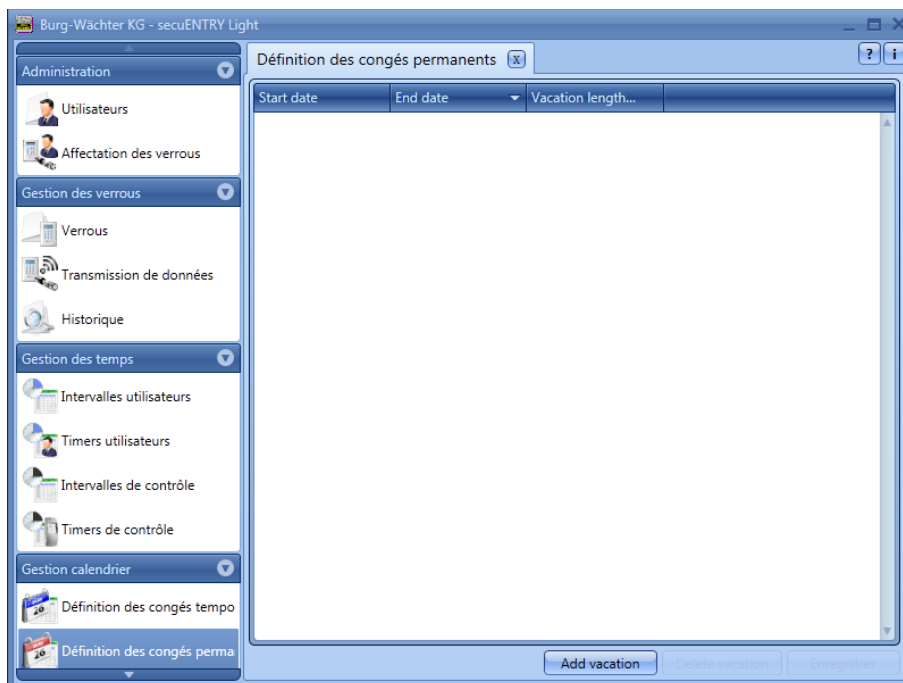 Burg-Wächter KG - secuENTRY Light
Administration
Utilisateurs
Affectation des verrous
Gestion des verrous
Verrous
Transmission de données
Historique
Gestion des temps
Intervalles utilisateurs
Timers utilisateurs
Intervalles de contrôle
Timers de contrôle
Gestion calendrier
Définition des congés tempo
Définition des congés perma
Définition des congés permanents x
? i
Start date End date Vacation length...
Add vacation Delete vacation Enregistrer